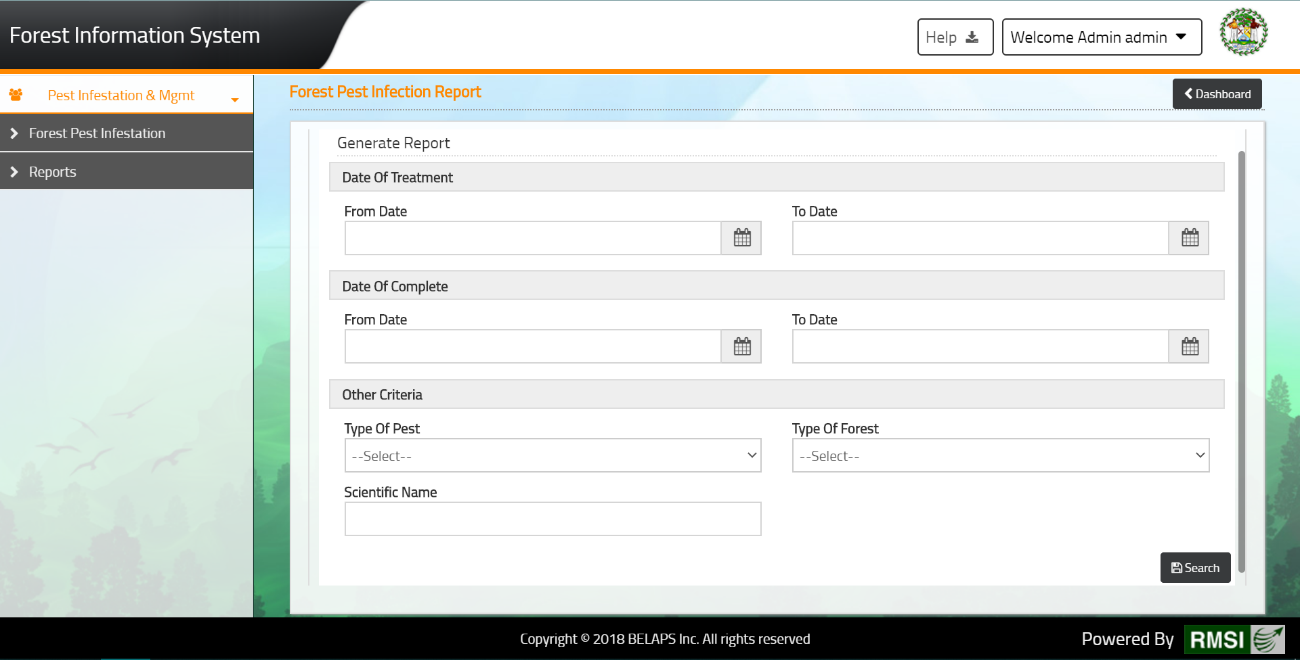 Forest Information System
Help
Welcome Admin admin
Pest Infestation & Mgmt
Forest Pest Infestation
Reports
Forest Pest Infection Report
Dashboard
Generate Report
Date Of Treatment
From Date
To Date
Date Of Complete
From Date
To Date
Other Criteria
Type Of Pest
Type Of Forest
--Select--
--Select--
Scientific Name
Search
Copyright © 2018 BELAPS Inc. All rights reserved
Powered By RMSI